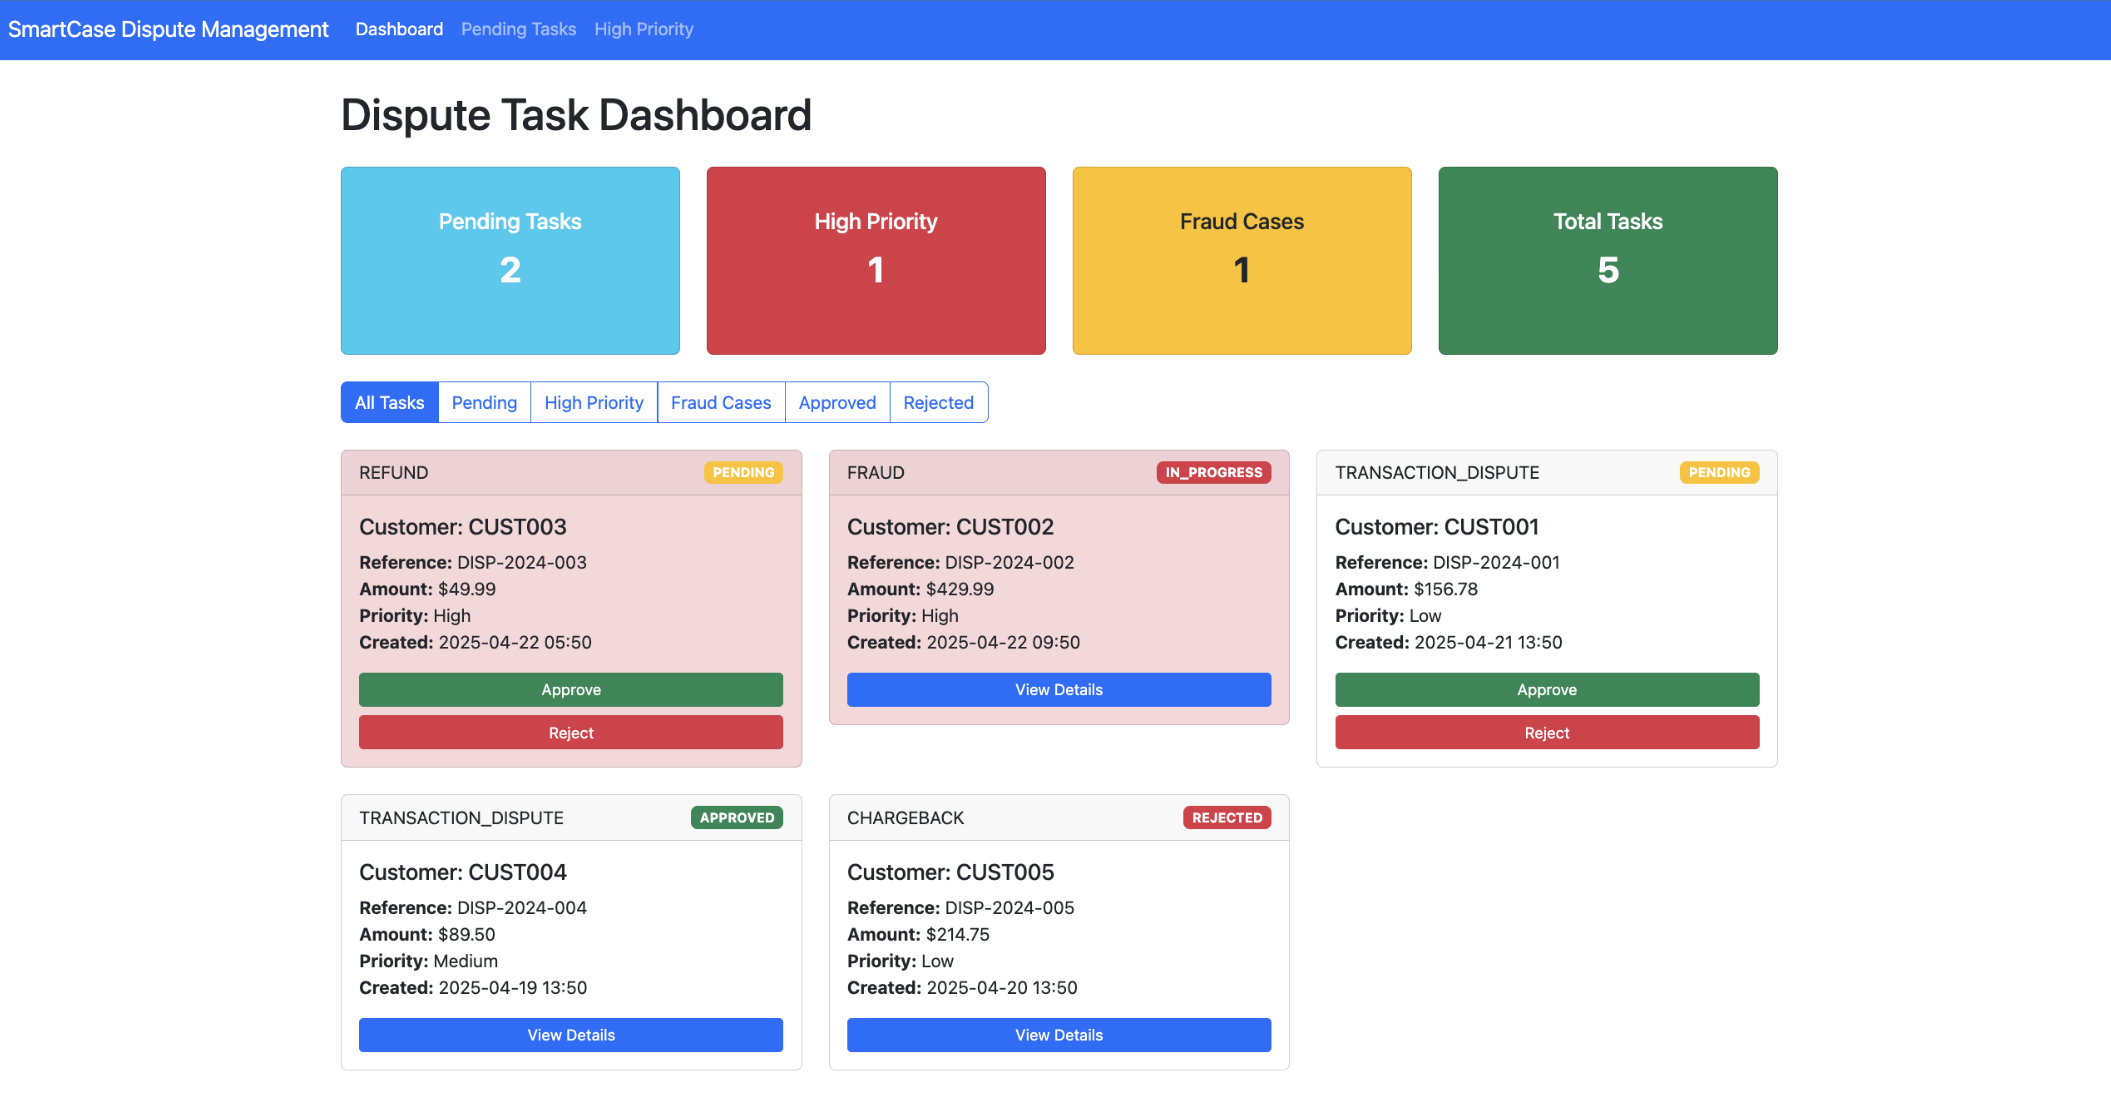 SmartCase Dispute Management Dashboard Pending Tasks High Priority
Dispute Task Dashboard
Pending Tasks
2
High Priority
1
Fraud Cases
1
Total Tasks
5
All Tasks Pending High Priority Fraud Cases Approved Rejected
REFUND PENDING
Customer: CUST003
Reference: DISP-2024-003
Amount: $49.99
Priority: High
Created: 2025-04-22 05:50
Approve
Reject
FRAUD IN_PROGRESS
Customer: CUST002
Reference: DISP-2024-002
Amount: $429.99
Priority: High
Created: 2025-04-22 09:50
View Details
TRANSACTION_DISPUTE PENDING
Customer: CUST001
Reference: DISP-2024-001
Amount: $156.78
Priority: Low
Created: 2025-04-21 13:50
Approve
Reject
TRANSACTION_DISPUTE APPROVED
Customer: CUST004
Reference: DISP-2024-004
Amount: $89.50
Priority: Medium
Created: 2025-04-19 13:50
View Details
CHARGEBACK REJECTED
Customer: CUST005
Reference: DISP-2024-005
Amount: $214.75
Priority: Low
Created: 2025-04-20 13:50
View Details